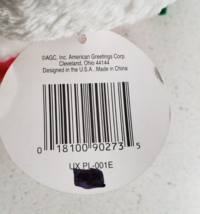 ©AGC, Inc. American Greetings Corp.
Cleveland, Ohio 44144
Designed in the U.S.A. Made in China
0 18100 90273 5
UX PL-001E